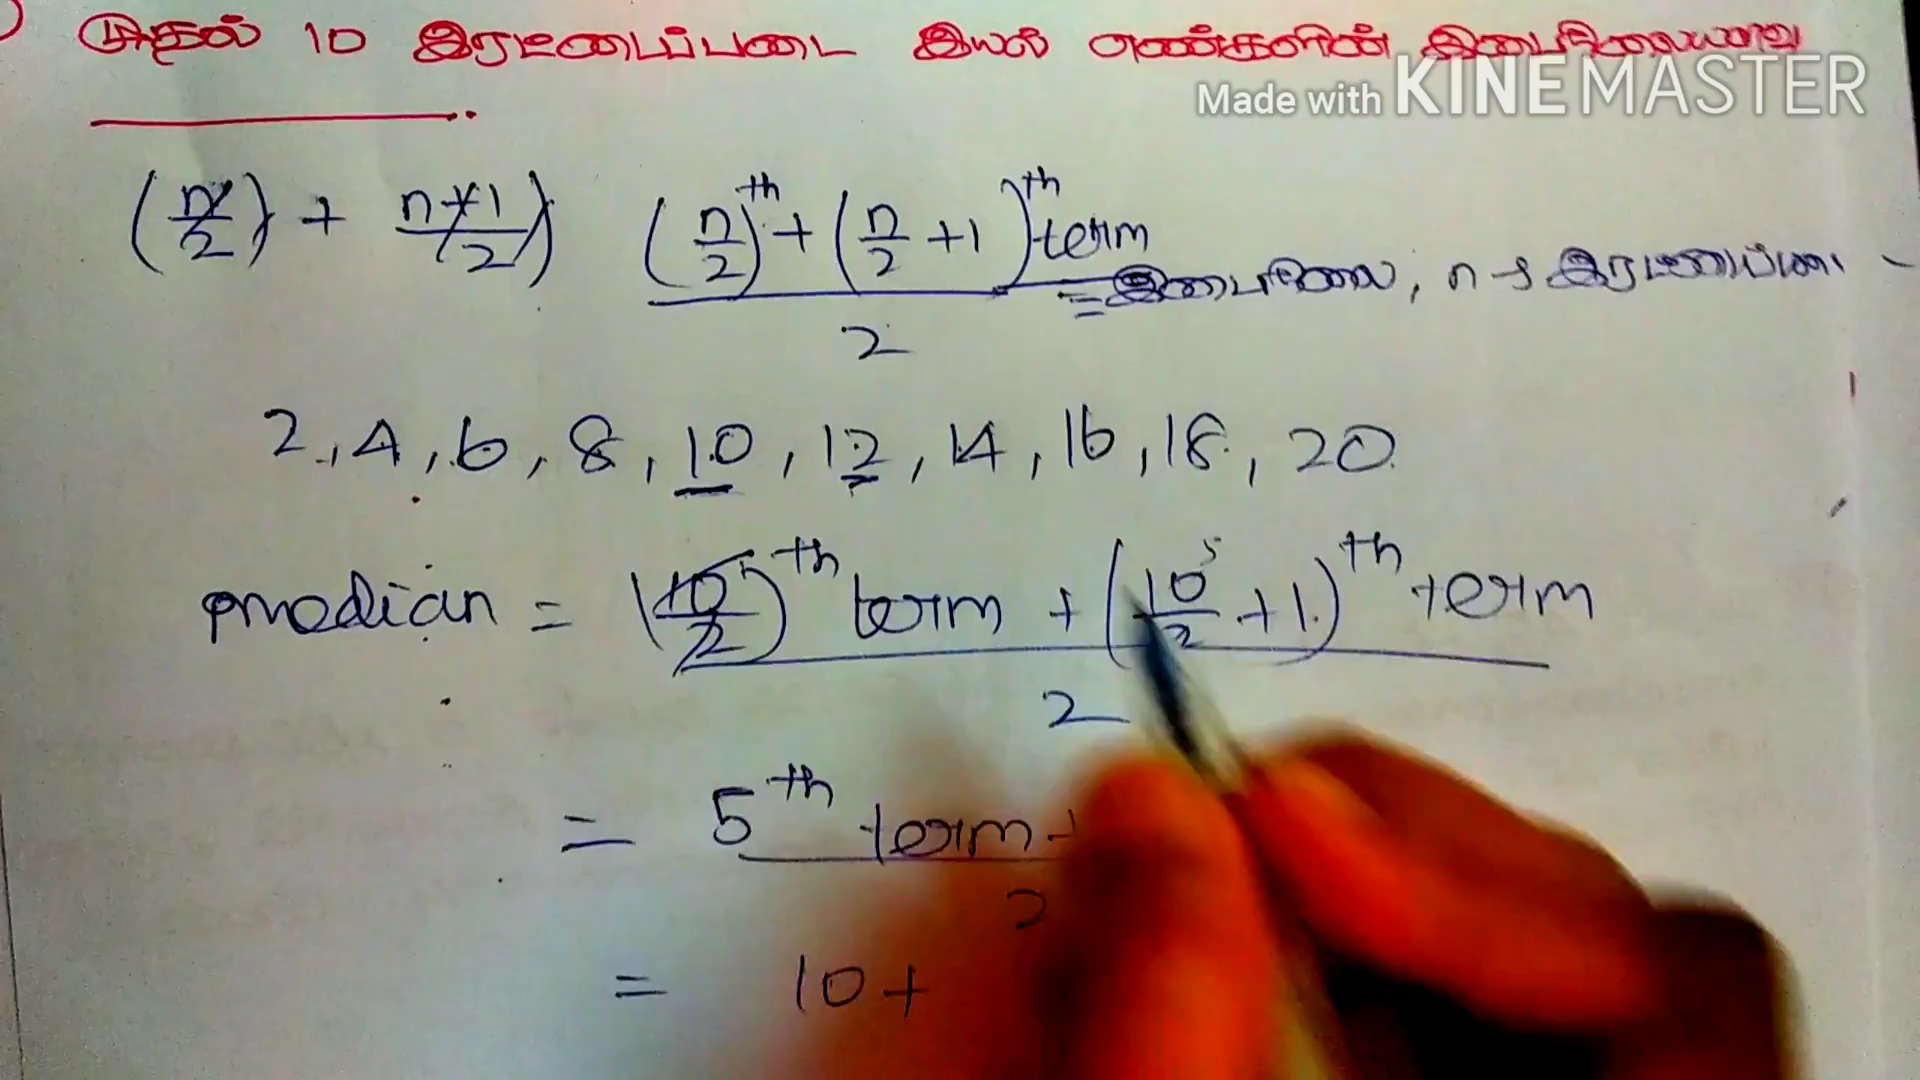 முதல் 10 இரட்டைப்படை இயல் எண்களின் இடைநிலையளவு
Made with KINEMASTER
(n/2) + n+1/2) (n/2)th + (n/2 +1)th term
= இடைநிலை, n → இரட்டைப்படை
2
2, 4, 6, 8, 10, 12, 14, 16, 18, 20
median = (10/2)th term + (10/2 +1)th term
2
= 5th term +
2
= 10 +